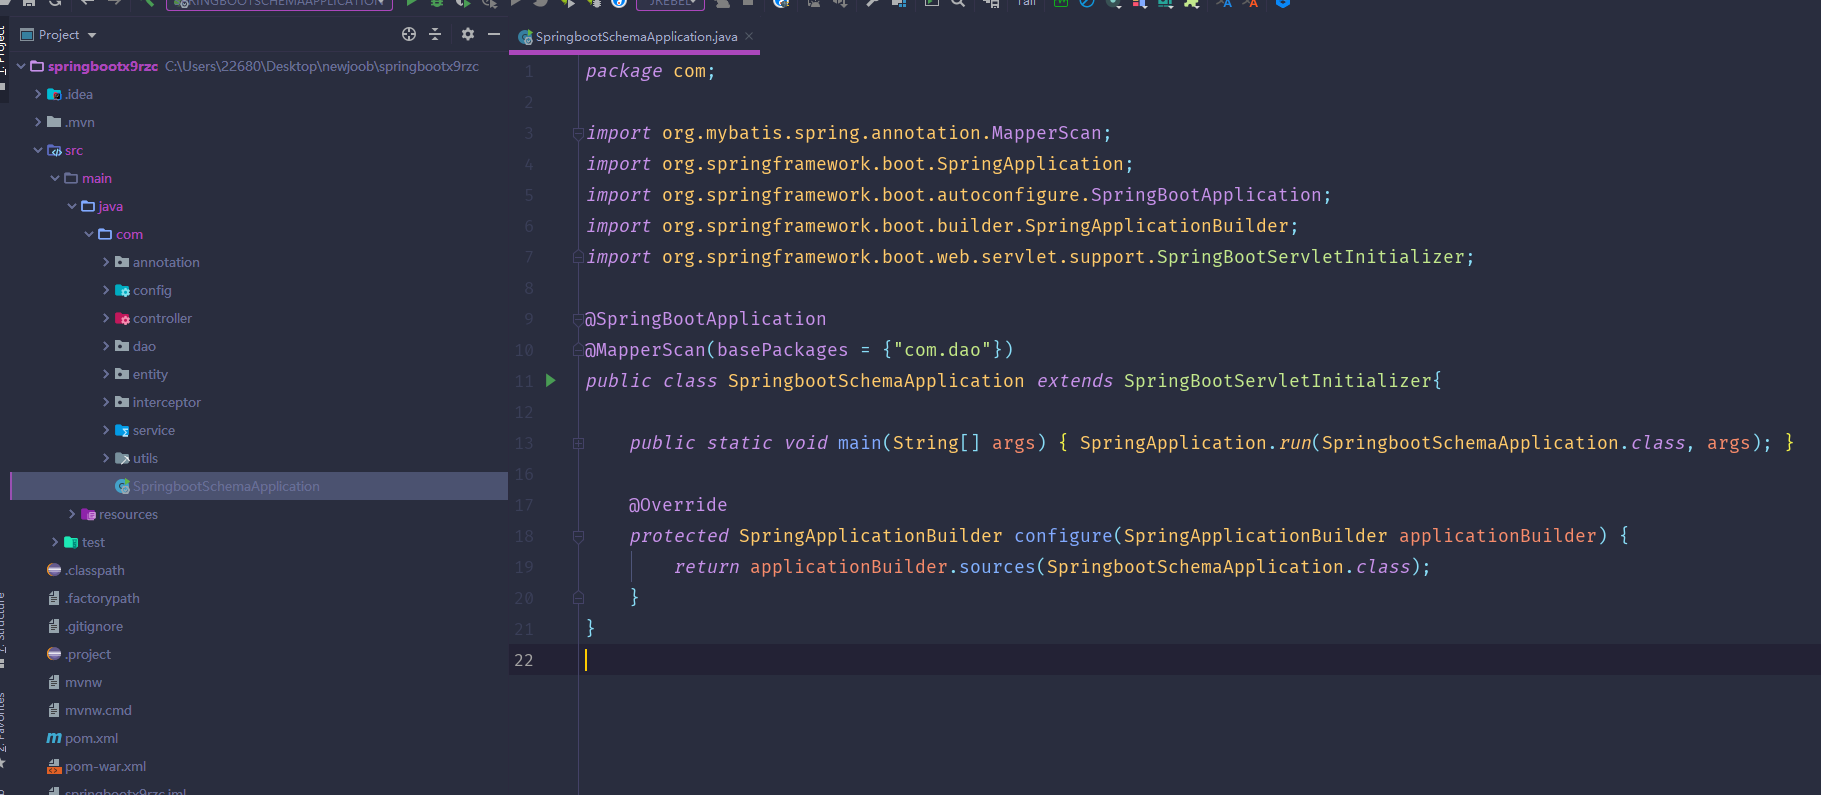 SPRINGBOOTSCHEMAAPPLICATION
JREBEL
Tail
Project
SpringbootSchemaApplication.java
1: Project
springbootx9rzc C:\Users\22680\Desktop\newjoob\springbootx9rzc
.idea
.mvn
src
main
java
com
annotation
config
controller
dao
entity
interceptor
service
utils
SpringbootSchemaApplication
resources
test
.classpath
.factorypath
.gitignore
.project
mvnw
mvnw.cmd
pom.xml
pom-war.xml
springbootx9rzc.iml
7: Structure
2: Favorites
1 package com;
2
3 import org.mybatis.spring.annotation.MapperScan;
4 import org.springframework.boot.SpringApplication;
5 import org.springframework.boot.autoconfigure.SpringBootApplication;
6 import org.springframework.boot.builder.SpringApplicationBuilder;
7 import org.springframework.boot.web.servlet.support.SpringBootServletInitializer;
8
9 @SpringBootApplication
10 @MapperScan(basePackages = {"com.dao"})
11 public class SpringbootSchemaApplication extends SpringBootServletInitializer{
12
13 public static void main(String[] args) { SpringApplication.run(SpringbootSchemaApplication.class, args); }
16
17 @Override
18 protected SpringApplicationBuilder configure(SpringApplicationBuilder applicationBuilder) {
19 return applicationBuilder.sources(SpringbootSchemaApplication.class);
20 }
21 }
22